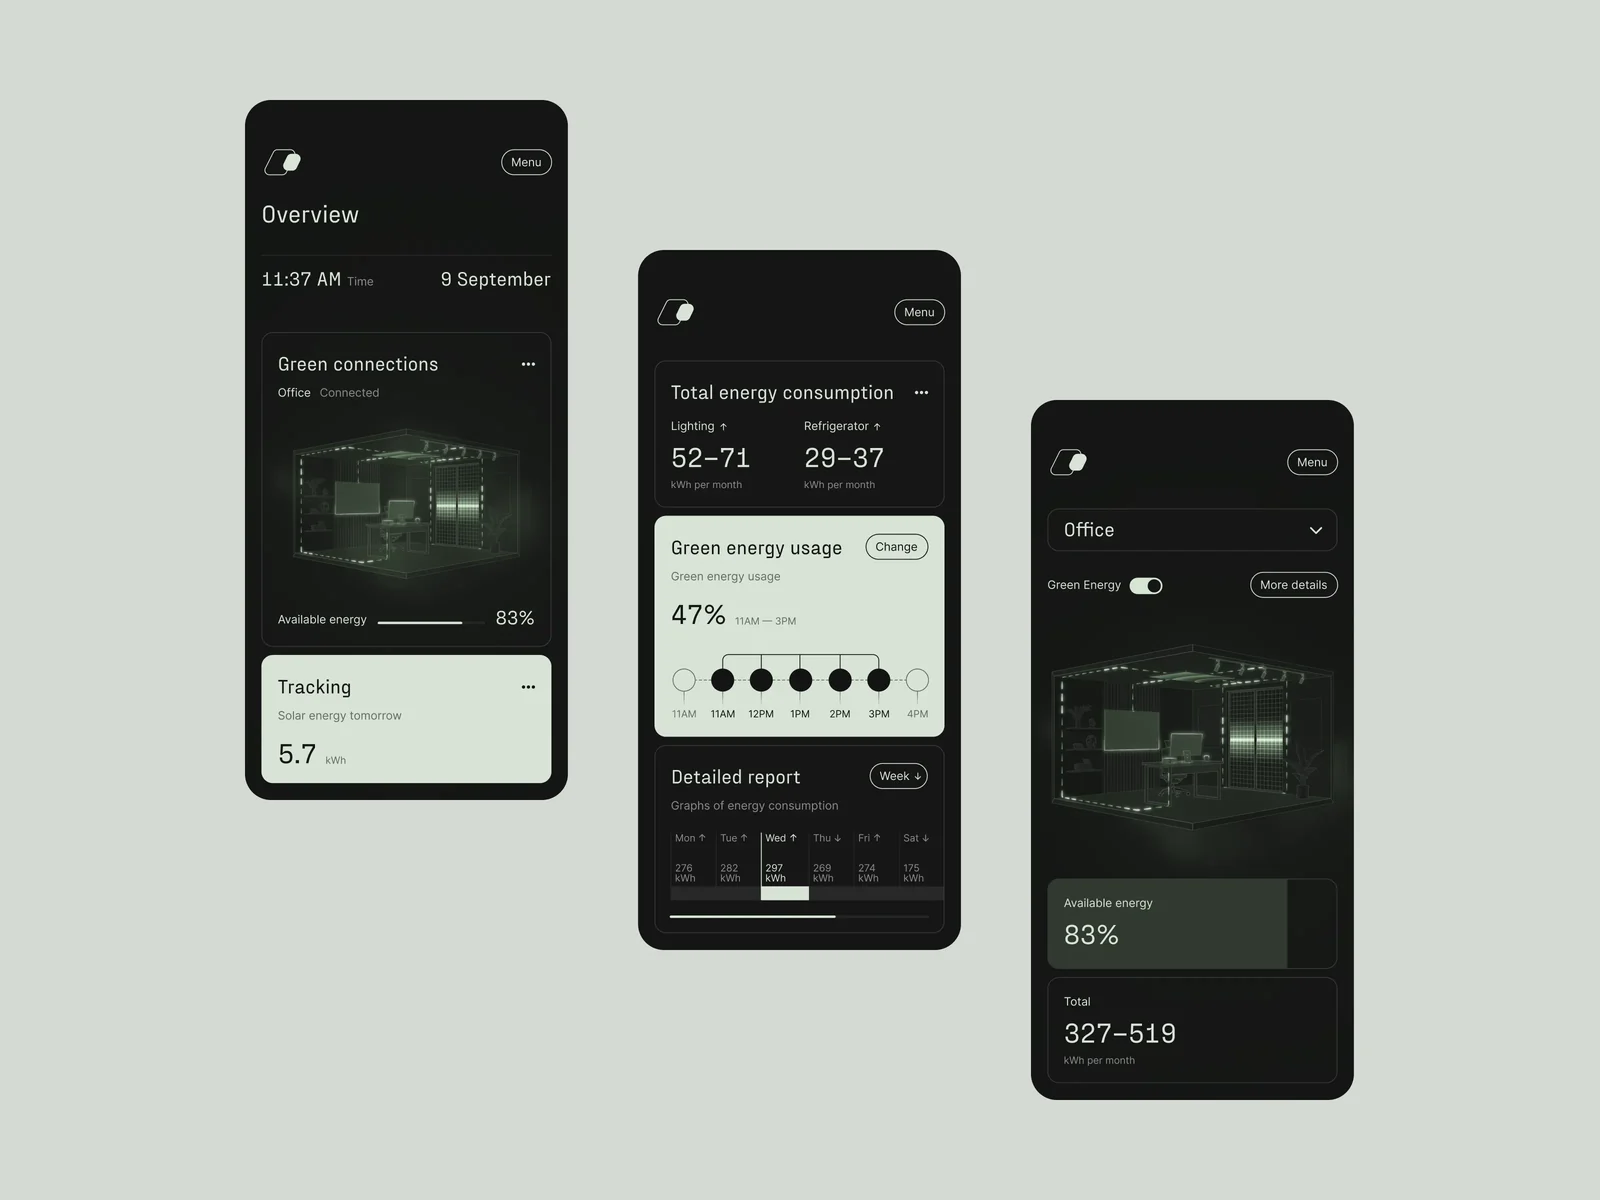 Menu
Overview
11:37 AM Time 9 September
Green connections
Office Connected
Available energy 83%
Tracking
Solar energy tomorrow
5.7 kWh
Menu
Total energy consumption
Lighting ↑ Refrigerator ↑
52–71 29–37
kWh per month kWh per month
Green energy usage Change
Green energy usage
47% 11AM — 3PM
11AM 11AM 12PM 1PM 2PM 3PM 4PM
Detailed report Week ↓
Graphs of energy consumption
Mon ↑ Tue ↑ Wed ↑ Thu ↓ Fri ↑ Sat ↓
276 282 297 269 274 175
kWh kWh kWh kWh kWh kWh
Menu
Office
Green Energy More details
Available energy
83%
Total
327–519
kWh per month